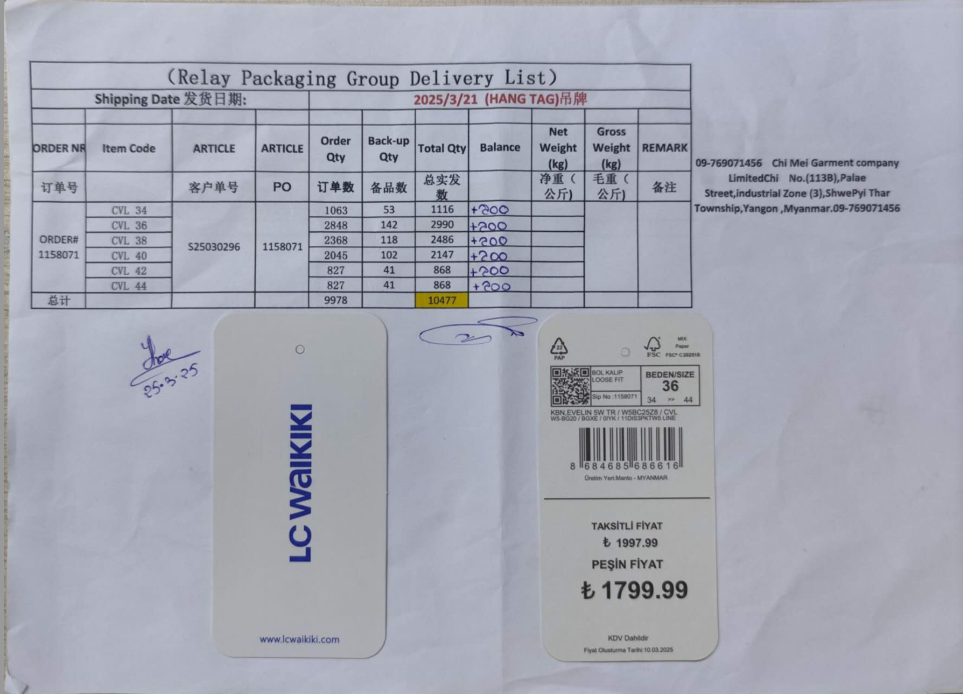 (Relay Packaging Group Delivery List)
Shipping Date 发货日期: 2025/3/21 (HANG TAG)吊牌
ORDER NR Item Code ARTICLE ARTICLE Order Qty Back-up Qty Total Qty Balance Net Weight (kg) Gross Weight (kg) REMARK
订单号 客户单号 PO 订单数 备品数 总实发数 净重（公斤) 毛重（公斤) 备注
ORDER# 1158071 S25030296 1158071
CVL 34 1063 53 1116 +200
CVL 36 2848 142 2990 +200
CVL 38 2368 118 2486 +200
CVL 40 2045 102 2147 +200
CVL 42 827 41 868 +200
CVL 44 827 41 868 +200
总计 9978 10477
09-769071456 Chi Mei Garment company
LimitedChi No.(113B),Palae
Street,industrial Zone (3),ShwePyi Thar
Township,Yangon ,Myanmar.09-769071456
25-3-25
LC WAIKIKI
www.lcwaikiki.com
22
PAP
FSC
MIX
Paper
BOL KALIP
LOOSE FIT
Sip No :1158071
BEDEN/SIZE
36
34 >> 44
KBN.EVELIN 5W TR / W5BC25Z8 / CVL
8 684685 686616
Üretim Yeri:Manto - MYANMAR
TAKSİTLİ FİYAT
₺ 1997.99
PEŞİN FİYAT
₺ 1799.99
KDV Dahildir
Fiyat Oluşturma Tarihi:10.03.2025